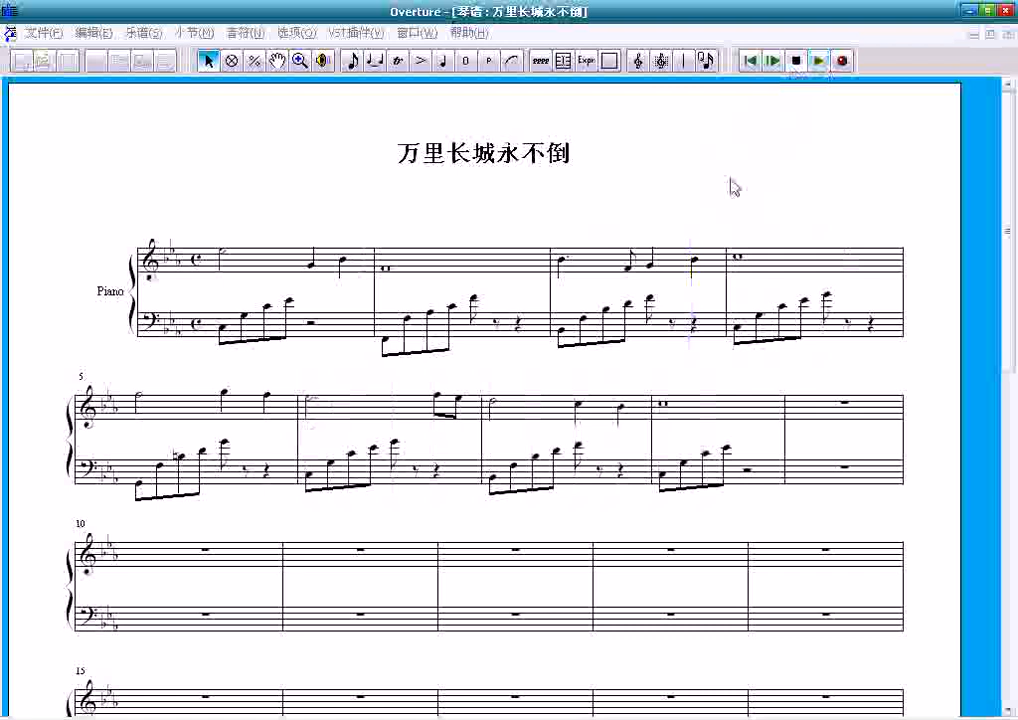 Overture - [琴谱 : 万里长城永不倒]
文件(F) 编辑(E) 乐谱(S) 小节(M) 音符(N) 选项(O) VST插件(V) 窗口(W) 帮助(H)
Expr
万里长城永不倒
Piano
5
10
15